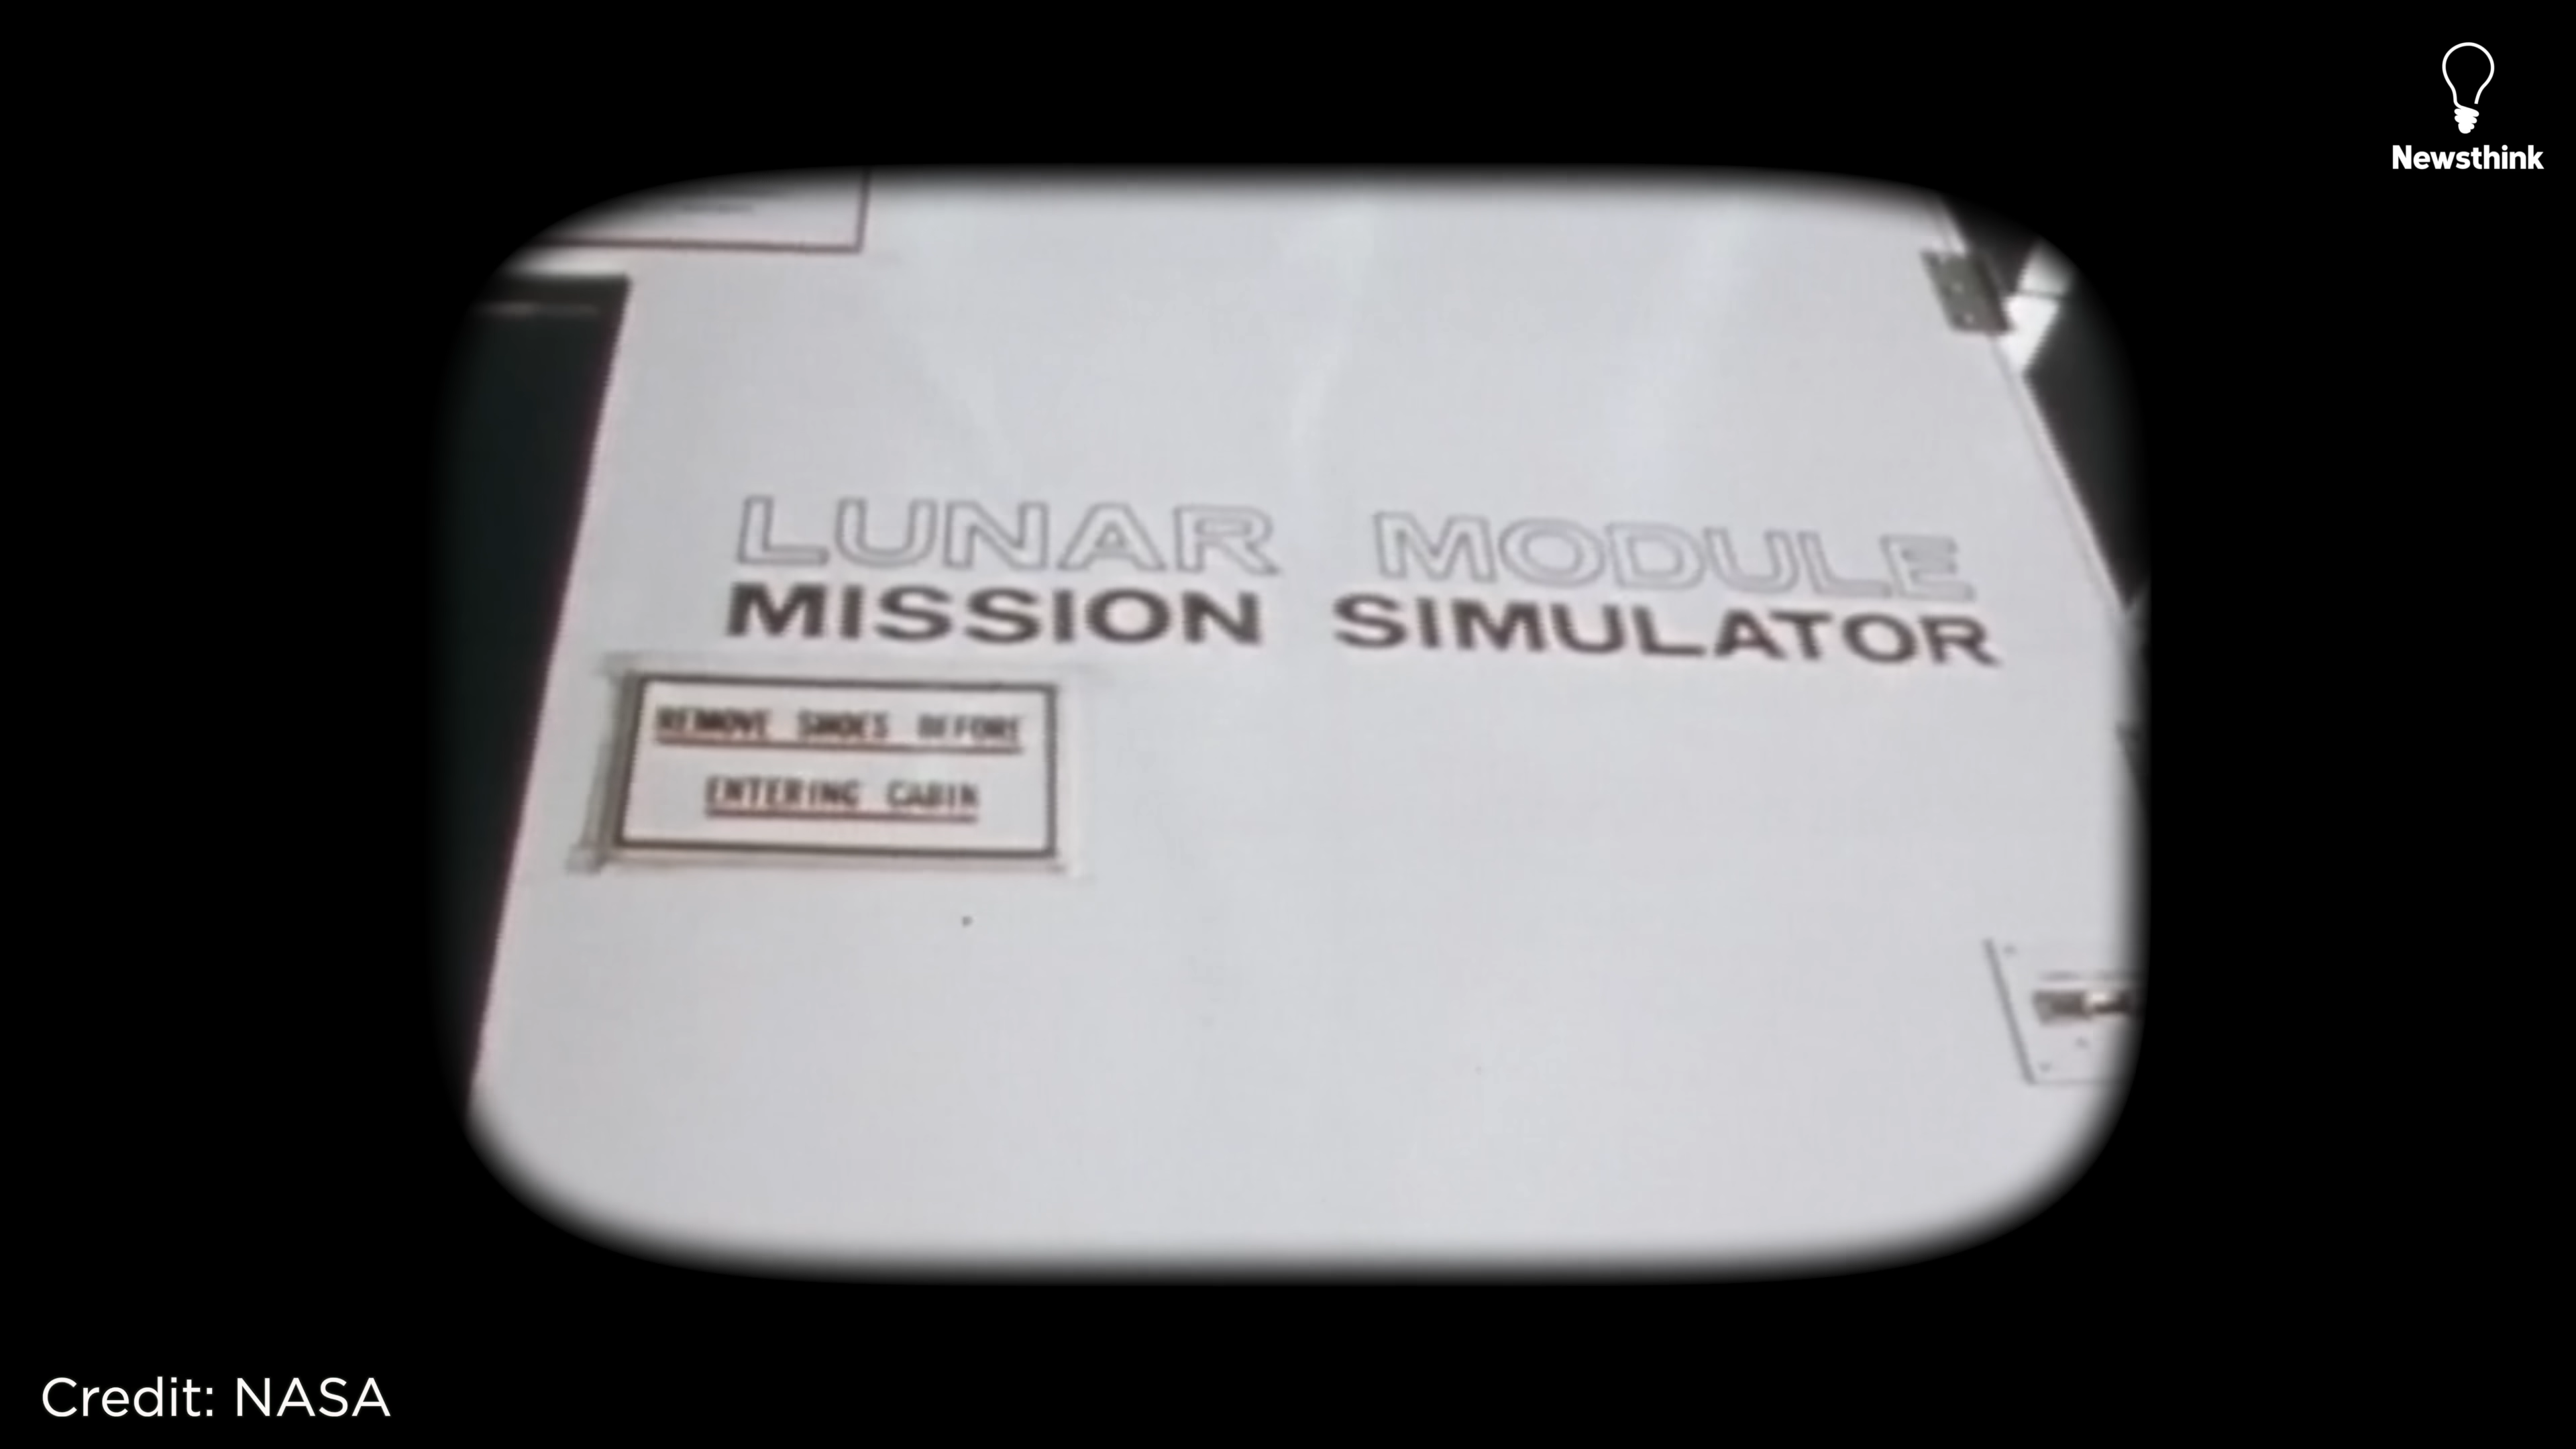 Newsthink
LUNAR MODULE
MISSION SIMULATOR
REMOVE SHOES BEFORE
ENTERING CABIN
Credit: NASA